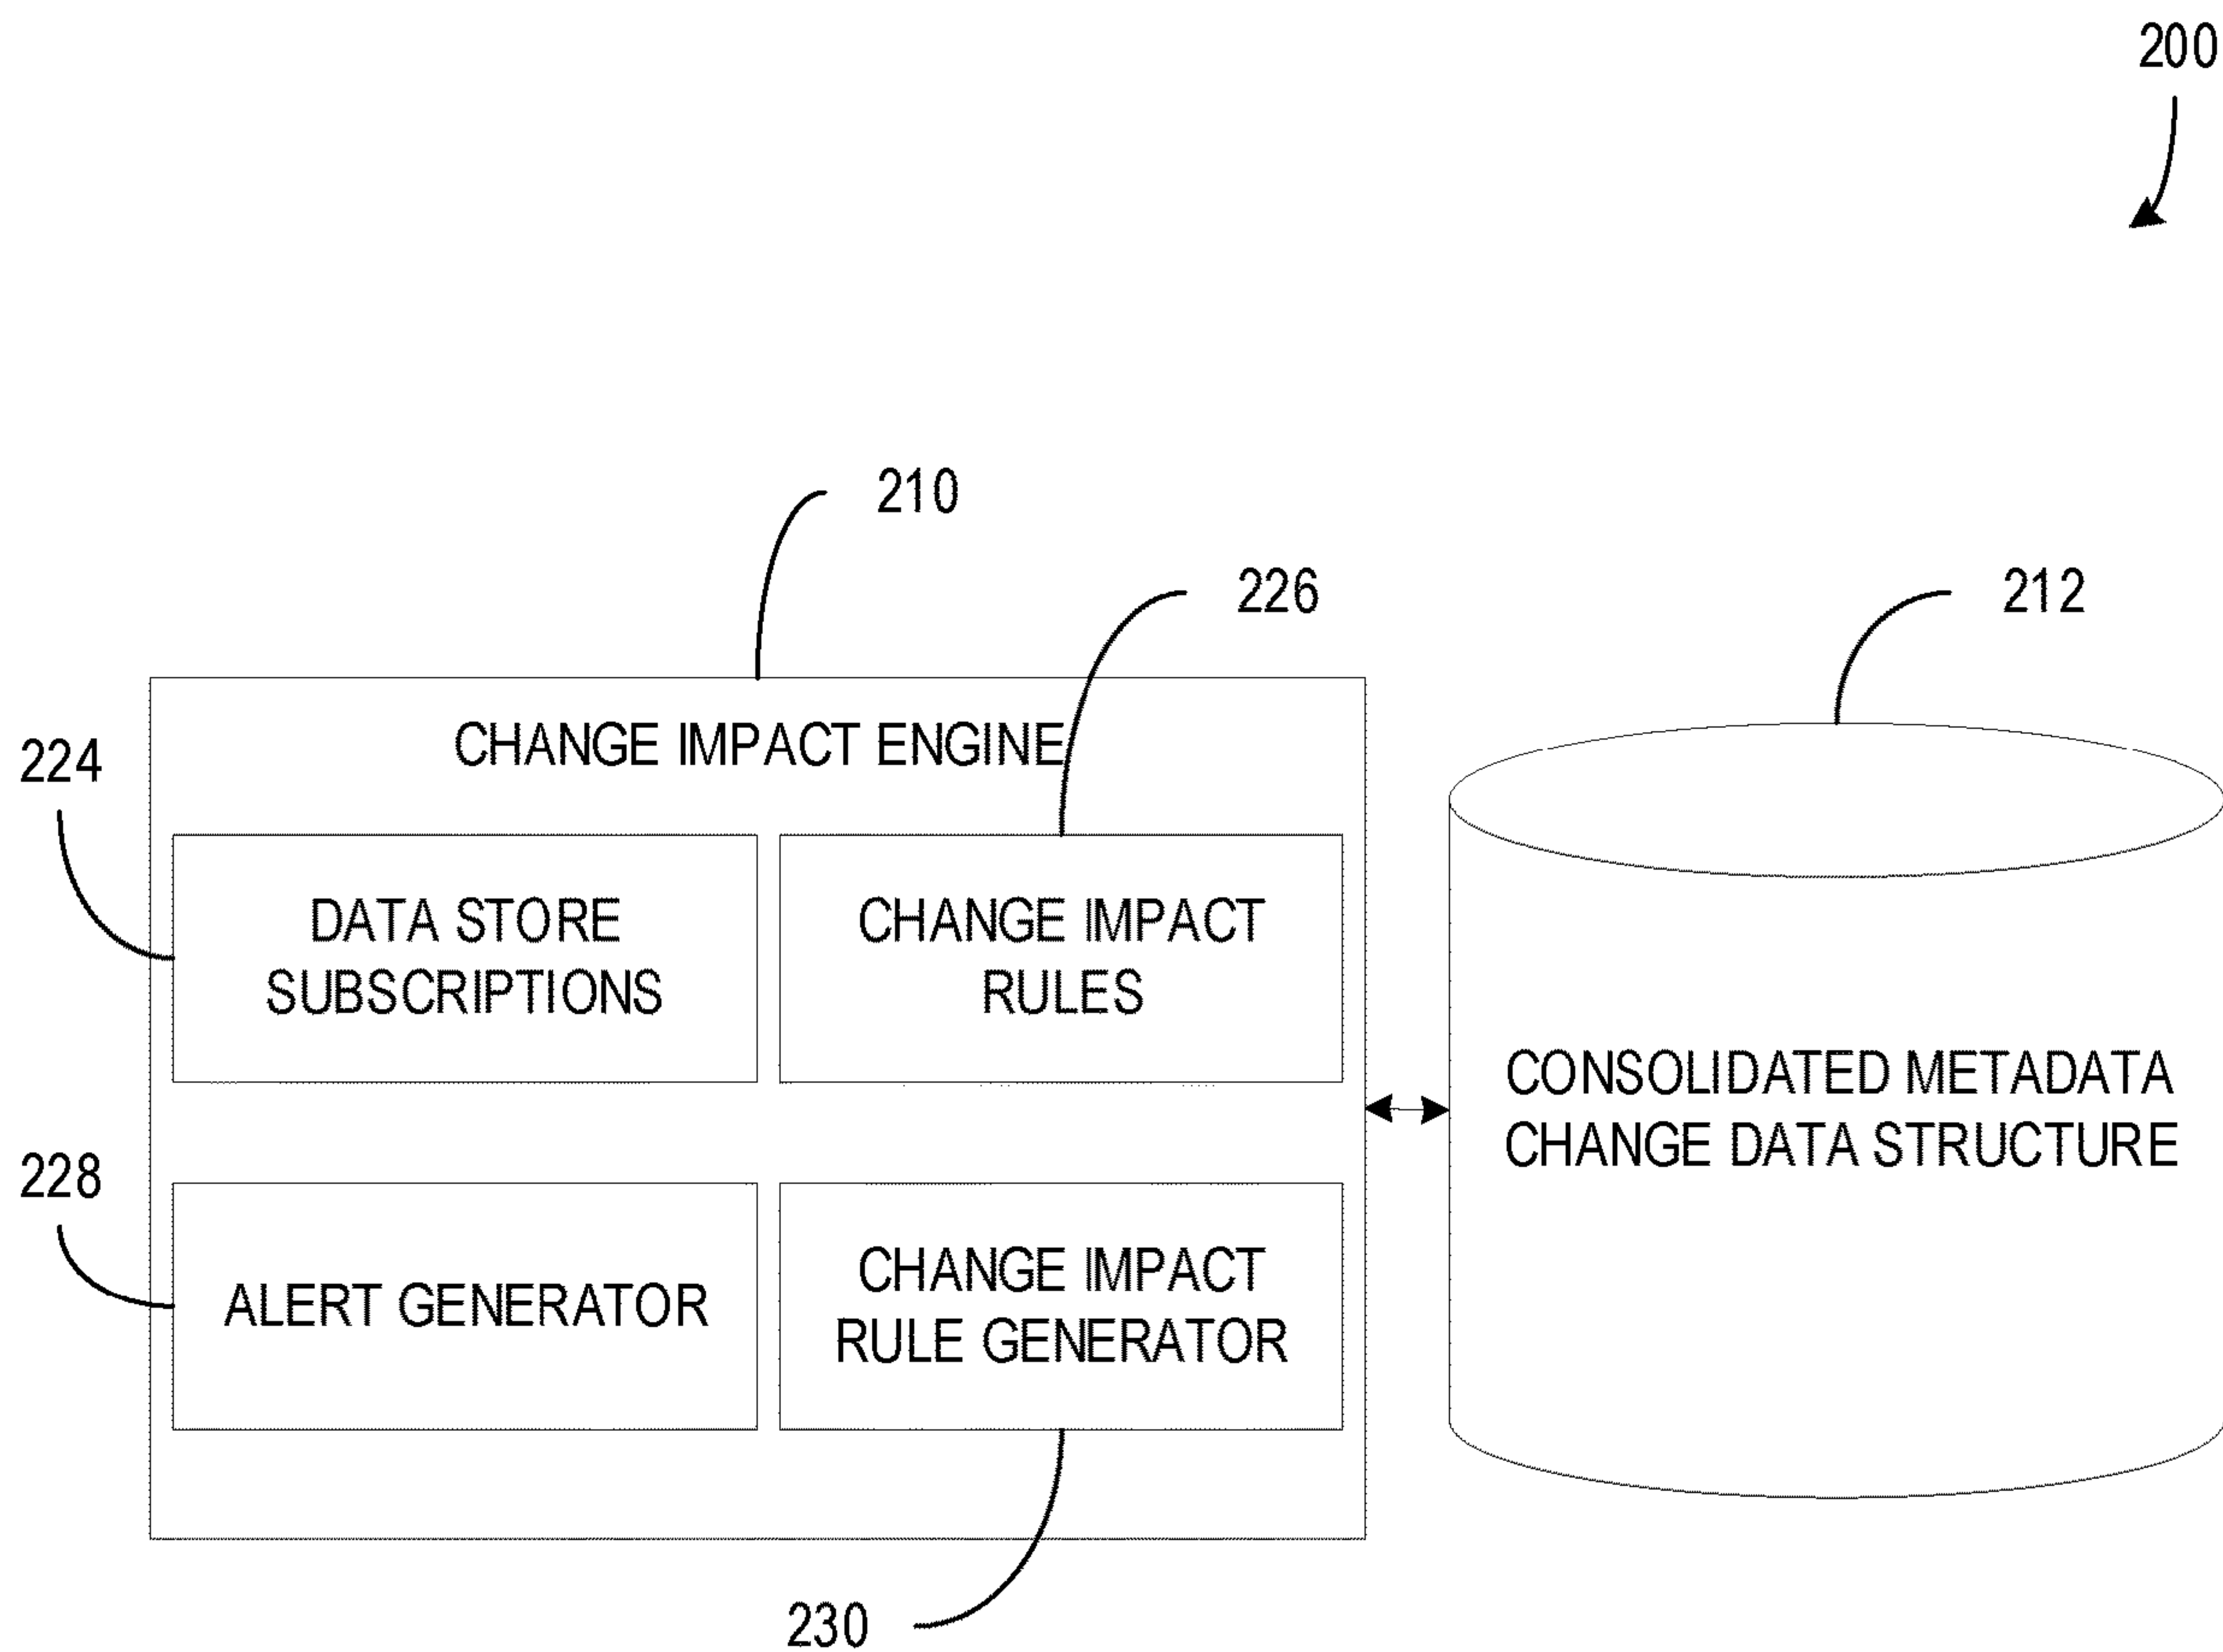 200
210
226
212
CHANGE IMPACT ENGINE
224
DATA STORE
SUBSCRIPTIONS
CHANGE IMPACT
RULES
CONSOLIDATED METADATA
CHANGE DATA STRUCTURE
228
ALERT GENERATOR
CHANGE IMPACT
RULE GENERATOR
230